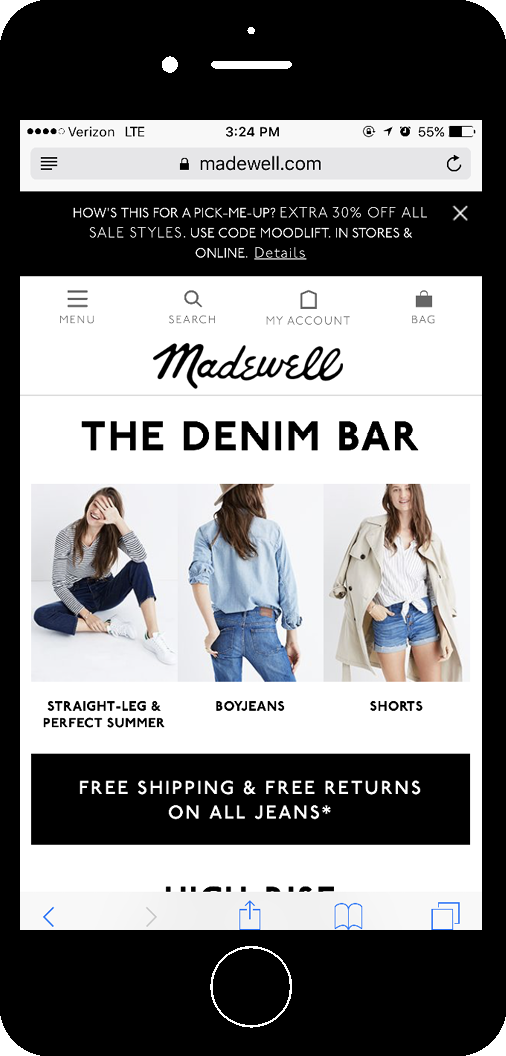 Verizon LTE 3:24 PM 55%
madewell.com
HOW'S THIS FOR A PICK-ME-UP? EXTRA 30% OFF ALL
SALE STYLES. USE CODE MOODLIFT. IN STORES &
ONLINE. Details
MENU SEARCH MY ACCOUNT BAG
Madewell
THE DENIM BAR
STRAIGHT-LEG &
PERFECT SUMMER
BOYJEANS
SHORTS
FREE SHIPPING & FREE RETURNS
ON ALL JEANS*
HIGH-RISE